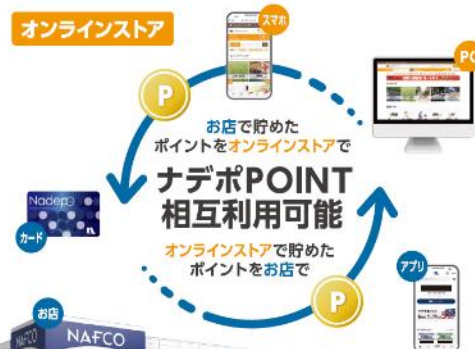 オンラインストア
スマホ
PC
P
お店で貯めた
ポイントをオンラインストアで
ナデポPOINT
相互利用可能
オンラインストアで貯めた
ポイントをお店で
P
Nadepo
カード
アプリ
お店
NAFCO
NAFCO